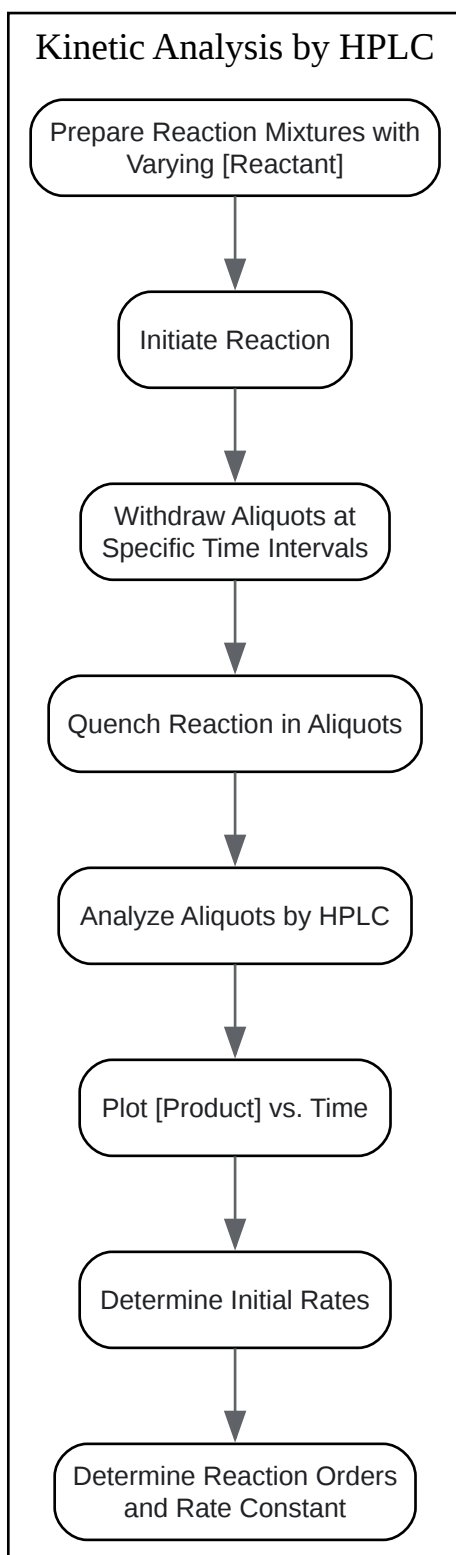 Kinetic Analysis by HPLC
Prepare Reaction Mixtures with
Varying [Reactant]
Initiate Reaction
Withdraw Aliquots at
Specific Time Intervals
Quench Reaction in Aliquots
Analyze Aliquots by HPLC
Plot [Product] vs. Time
Determine Initial Rates
Determine Reaction Orders
and Rate Constant